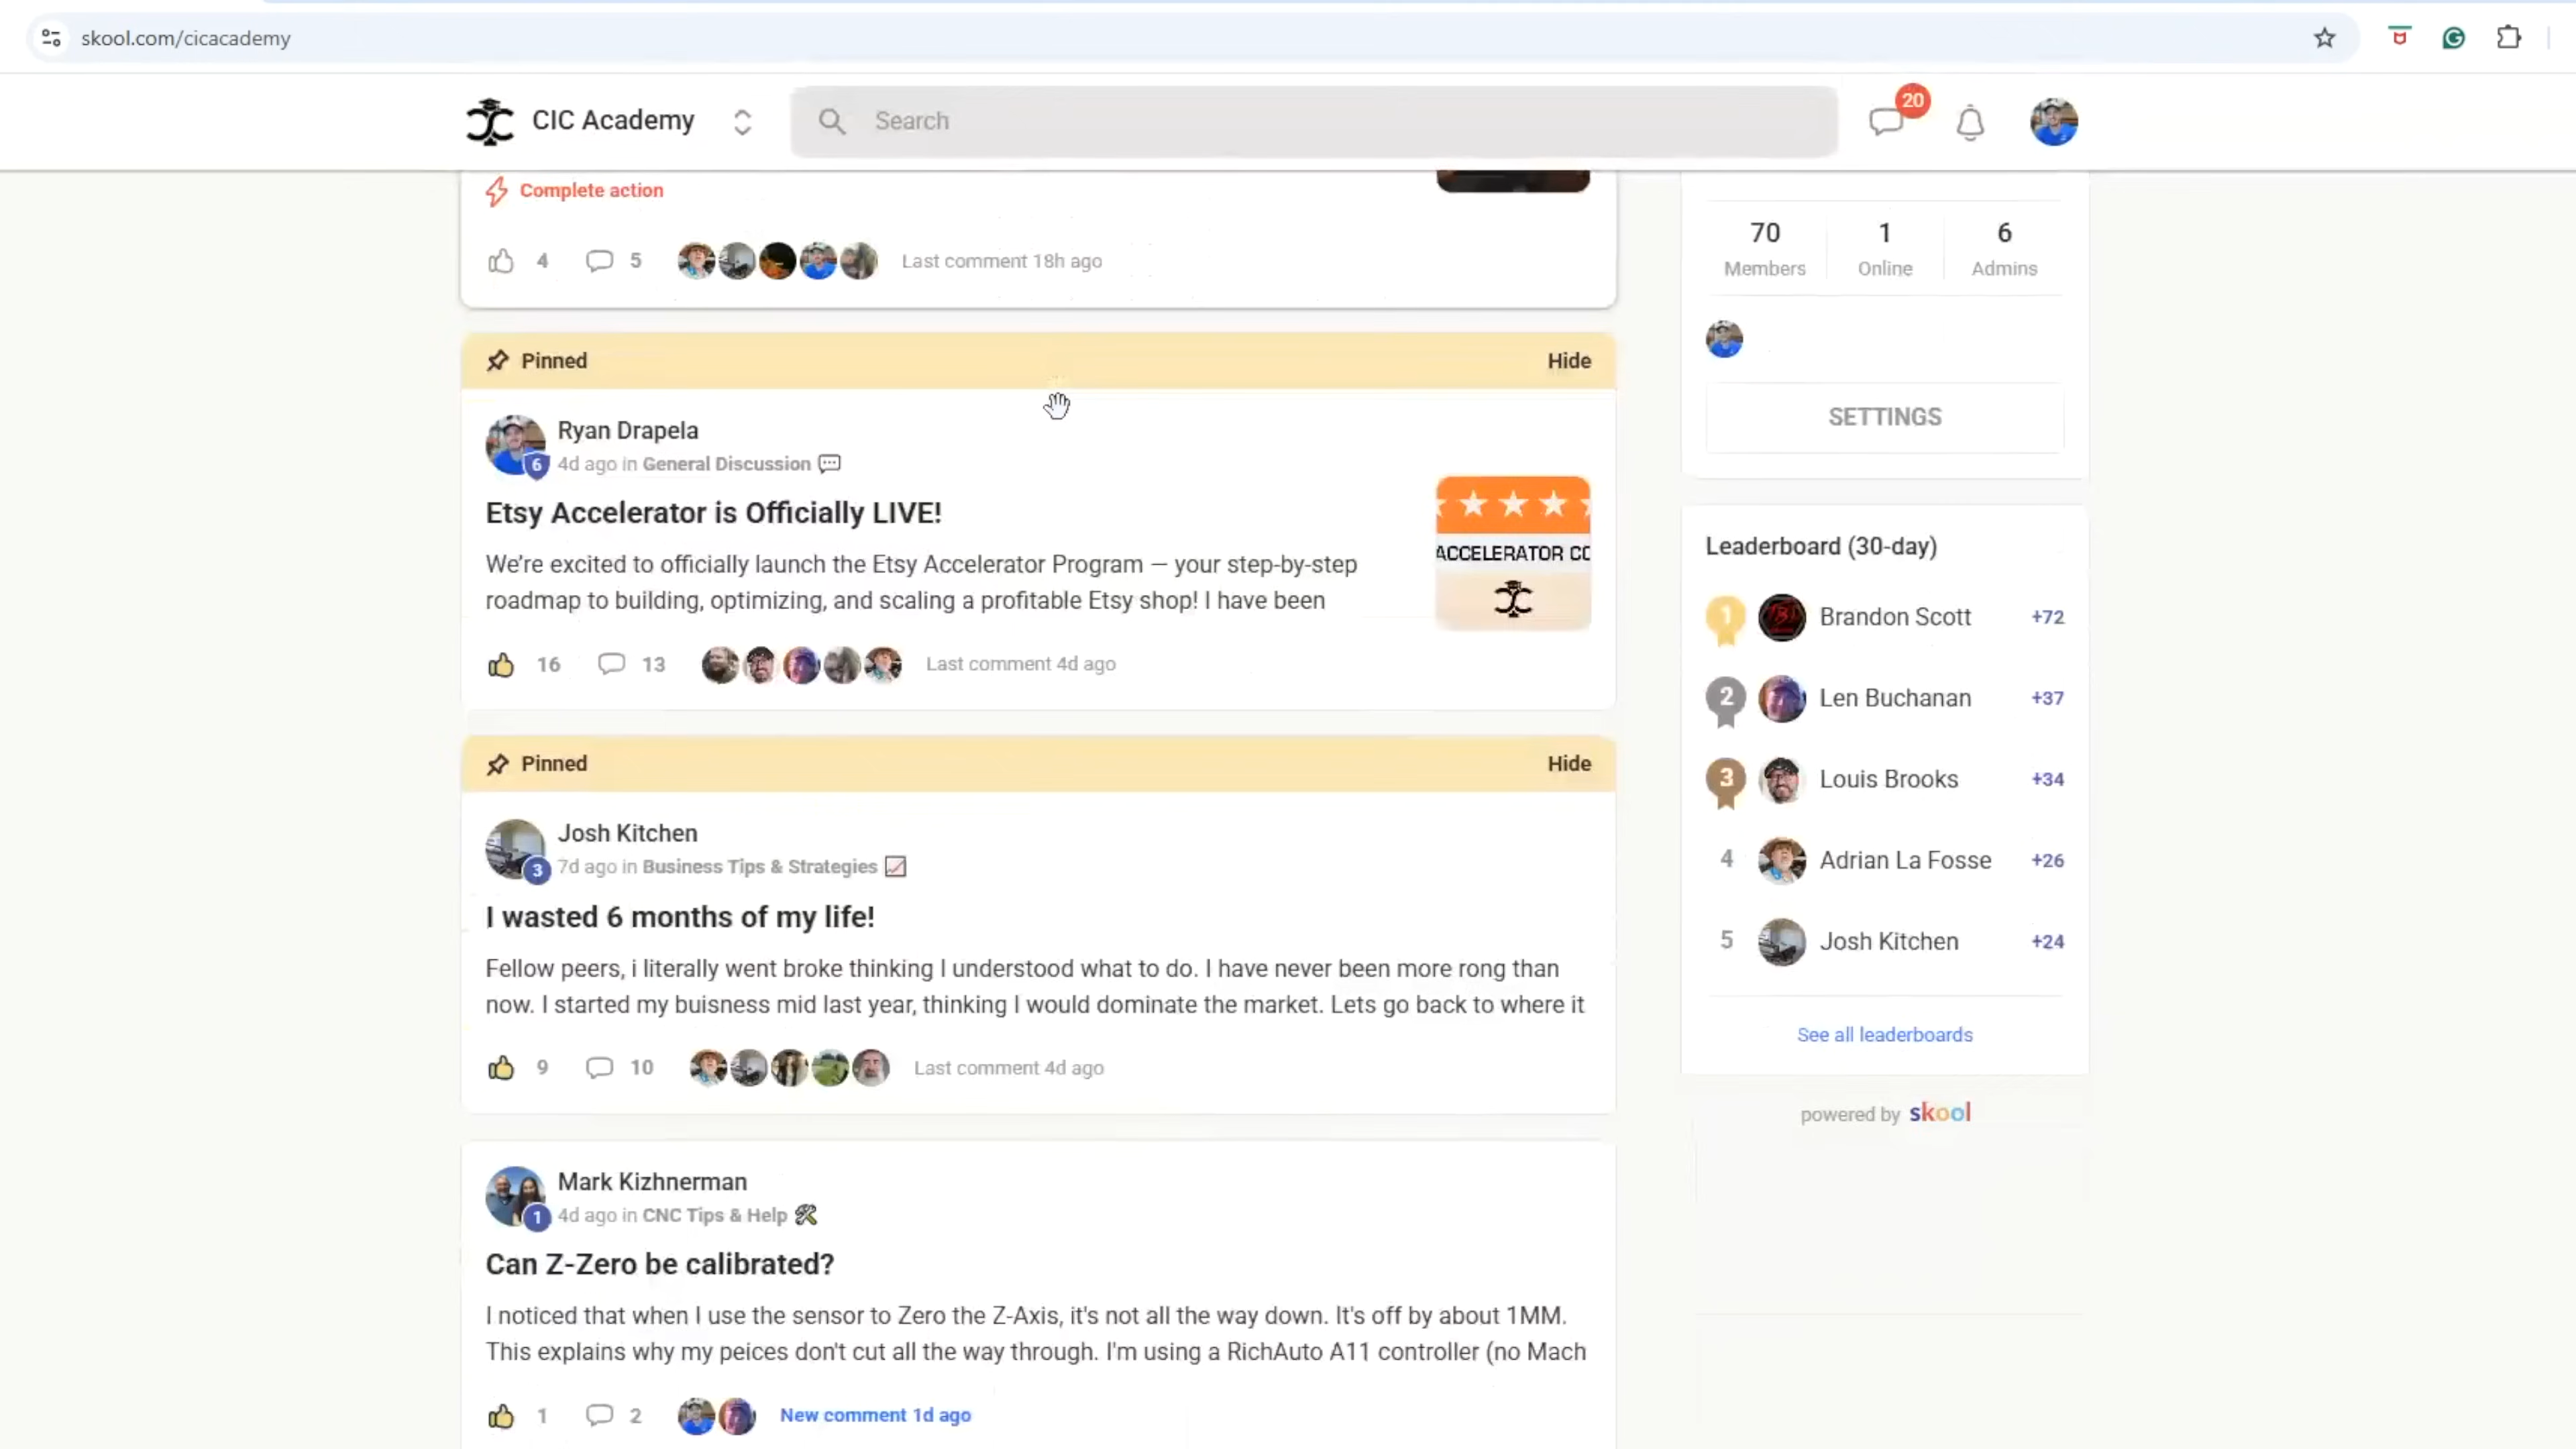 skool.com/cicacademy
CIC Academy
Search
20
Complete action
4 5 Last comment 18h ago
Pinned Hide
Ryan Drapela
6 4d ago in General Discussion
Etsy Accelerator is Officially LIVE!
We're excited to officially launch the Etsy Accelerator Program — your step-by-step
roadmap to building, optimizing, and scaling a profitable Etsy shop! I have been
ACCELERATOR CO
16 13 Last comment 4d ago
Pinned Hide
Josh Kitchen
3 7d ago in Business Tips & Strategies
I wasted 6 months of my life!
Fellow peers, i literally went broke thinking I understood what to do. I have never been more rong than
now. I started my buisness mid last year, thinking I would dominate the market. Lets go back to where it
9 10 Last comment 4d ago
Mark Kizhnerman
1 4d ago in CNC Tips & Help
Can Z-Zero be calibrated?
I noticed that when I use the sensor to Zero the Z-Axis, it's not all the way down. It's off by about 1MM.
This explains why my peices don't cut all the way through. I'm using a RichAuto A11 controller (no Mach
1 2 New comment 1d ago
70 1 6
Members Online Admins
SETTINGS
Leaderboard (30-day)
1 Brandon Scott +72
2 Len Buchanan +37
3 Louis Brooks +34
4 Adrian La Fosse +26
5 Josh Kitchen +24
See all leaderboards
powered by skool